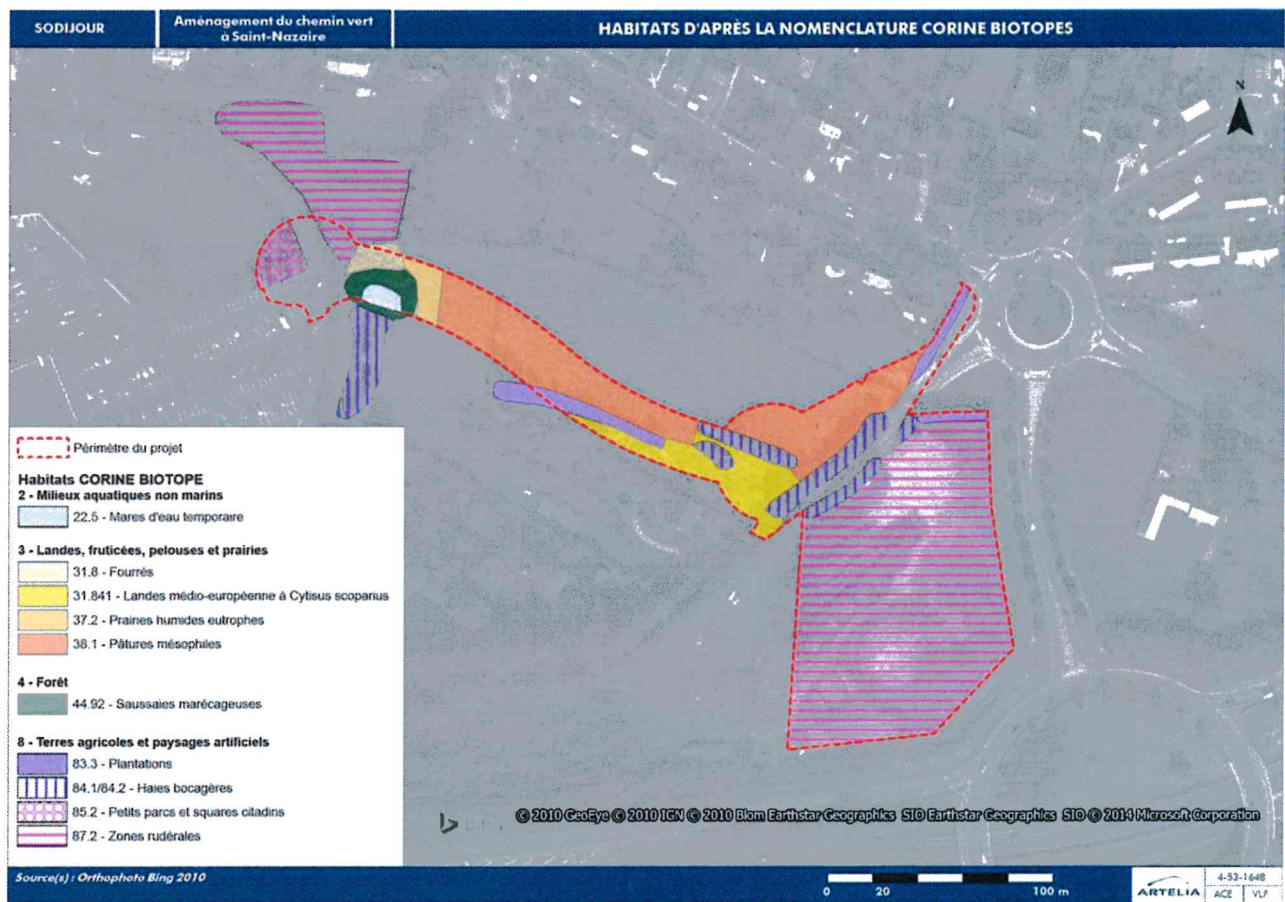 SODIJOUR
Aménagement du chemin vert
à Saint-Nazaire
HABITATS D'APRÈS LA NOMENCLATURE CORINE BIOTOPES
N
Périmètre du projet
Habitats CORINE BIOTOPE
2 - Milieux aquatiques non marins
22.5 - Mares d'eau temporaire
3 - Landes, fruticées, pelouses et prairies
31.8 - Fourrés
31.841 - Landes médio-européenne à Cytisus scoparius
37.2 - Prairies humides eutrophes
38.1 - Pâtures mésophiles
4 - Forêt
44.92 - Saussaies marécageuses
8 - Terres agricoles et paysages artificiels
83.3 - Plantations
84.1/84.2 - Haies bocagères
85.2 - Petits parcs et squares citadins
87.2 - Zones rudérales
bing
© 2010 GeoEye © 2010 IGN © 2010 Blom Earthstar Geographics SIO Earthstar Geographics SIO © 2014 Microsoft Corporation
Source(s) : Orthophoto Bing 2010
0 20 100 m
ARTELIA
4-53-1648
ACE VLF